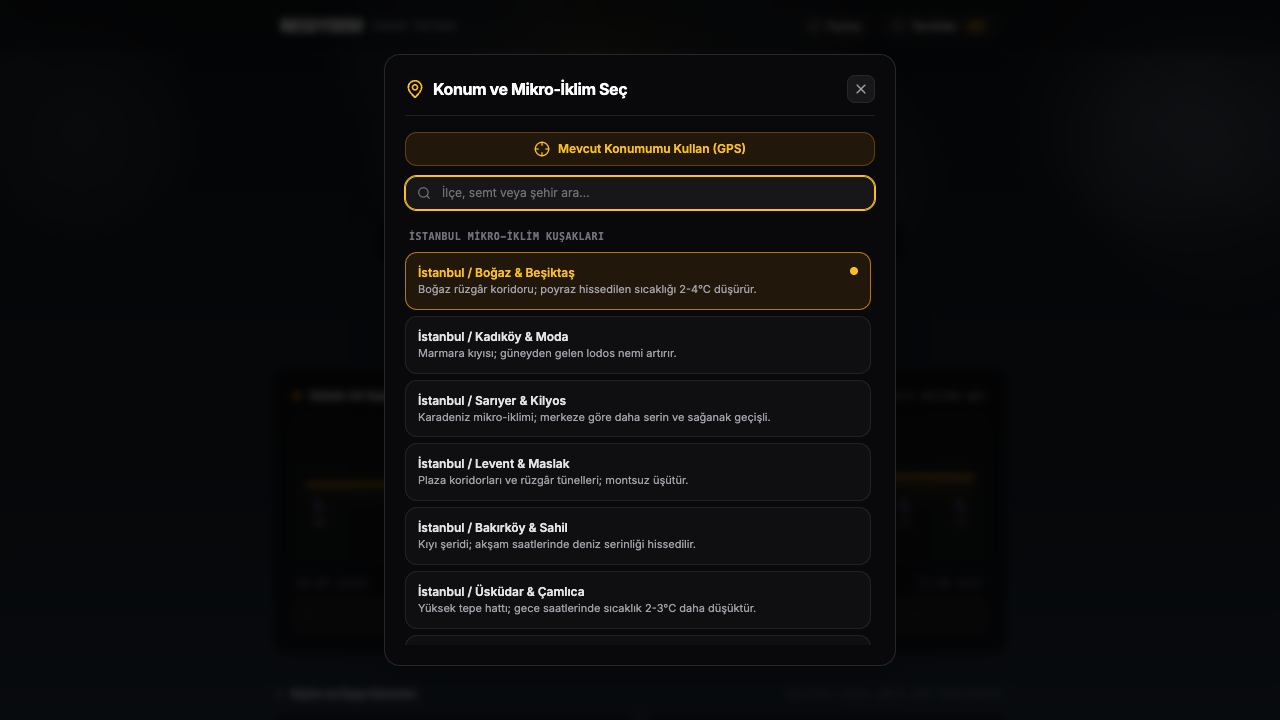 Konum ve Mikro-İklim Seç
Mevcut Konumumu Kullan (GPS)
İlçe, semt veya şehir ara...
İSTANBUL MİKRO-İKLİM KUŞAKLARI
İstanbul / Boğaz & Beşiktaş
Boğaz rüzgâr koridoru; poyraz hissedilen sıcaklığı 2-4°C düşürür.
İstanbul / Kadıköy & Moda
Marmara kıyısı; güneyden gelen lodos nemi artırır.
İstanbul / Sarıyer & Kilyos
Karadeniz mikro-iklimi; merkeze göre daha serin ve sağanak geçişli.
İstanbul / Levent & Maslak
Plaza koridorları ve rüzgâr tünelleri; montsuz üşütür.
İstanbul / Bakırköy & Sahil
Kıyı şeridi; akşam saatlerinde deniz serinliği hissedilir.
İstanbul / Üsküdar & Çamlıca
Yüksek tepe hattı; gece saatlerinde sıcaklık 2-3°C daha düşüktür.